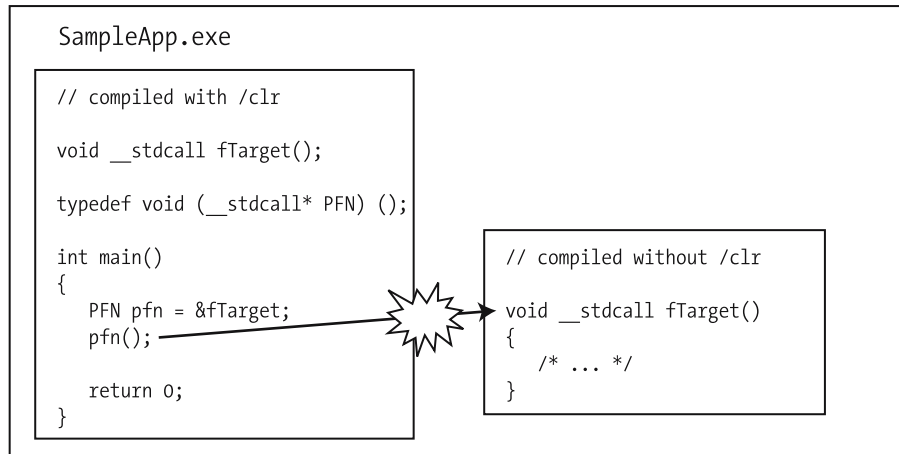 SampleApp.exe
// compiled with /clr
void __stdcall fTarget();
typedef void (__stdcall* PFN) ();
int main()
{
PFN pfn = &fTarget;
pfn();
return 0;
}
// compiled without /clr
void __stdcall fTarget()
{
/* ... */
}